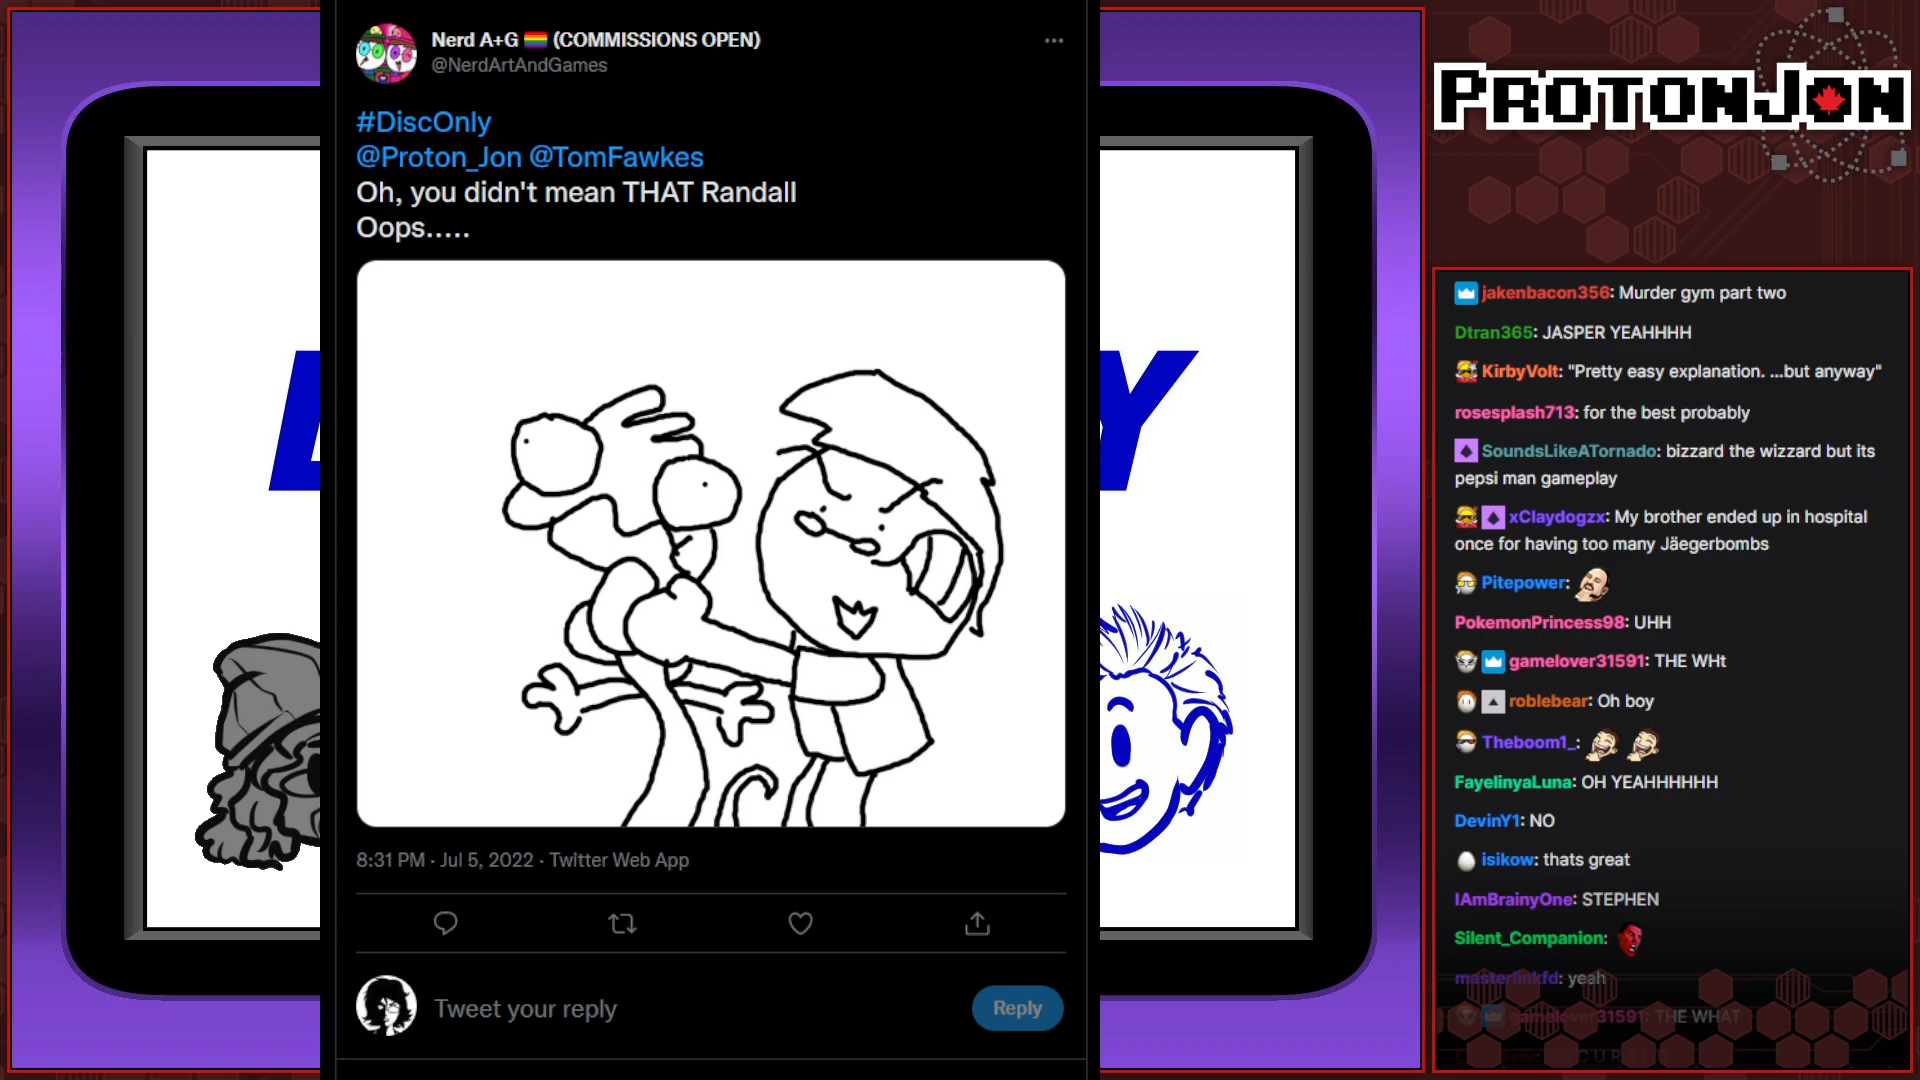 Nerd A+G 🏳️‍🌈 (COMMISSIONS OPEN)
@NerdArtAndGames
#DiscOnly
@Proton_Jon @TomFawkes
Oh, you didn't mean THAT Randall
Oops.....
Y
8:31 PM · Jul 5, 2022 · Twitter Web App
Tweet your reply
Reply
PROTONJON
jakenbacon356: Murder gym part two
Dtran365: JASPER YEAHHHH
KirbyVolt: "Pretty easy explanation. ...but anyway"
rosesplash713: for the best probably
SoundsLikeATornado: bizzard the wizzard but its
pepsi man gameplay
xClaydogzx: My brother ended up in hospital
once for having too many Jäegerbombs
Pitepower:
PokemonPrincess98: UHH
gamelover31591: THE WHt
roblebear: Oh boy
Theboom1_:
FayelinyaLuna: OH YEAHHHHHH
DevinY1: NO
isikow: thats great
IAmBrainyOne: STEPHEN
Silent_Companion:
masterlinkfd: yeah
gamelover31591: THE WHAT